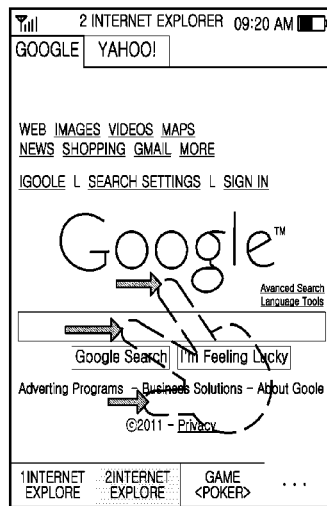 2 INTERNET EXPLORER 09:20 AM
GOOGLE YAHOO!
WEB IMAGES VIDEOS MAPS
NEWS SHOPPING GMAIL MORE
IGOOLE L SEARCH SETTINGS L SIGN IN
Google™
Avanced Search
Language Tools
Google Search I'm Feeling Lucky
Adverting Programs - Business Solutions - About Goole
©2011 - Privacy
1INTERNET 2INTERNET GAME
EXPLORE EXPLORE <POKER> ...